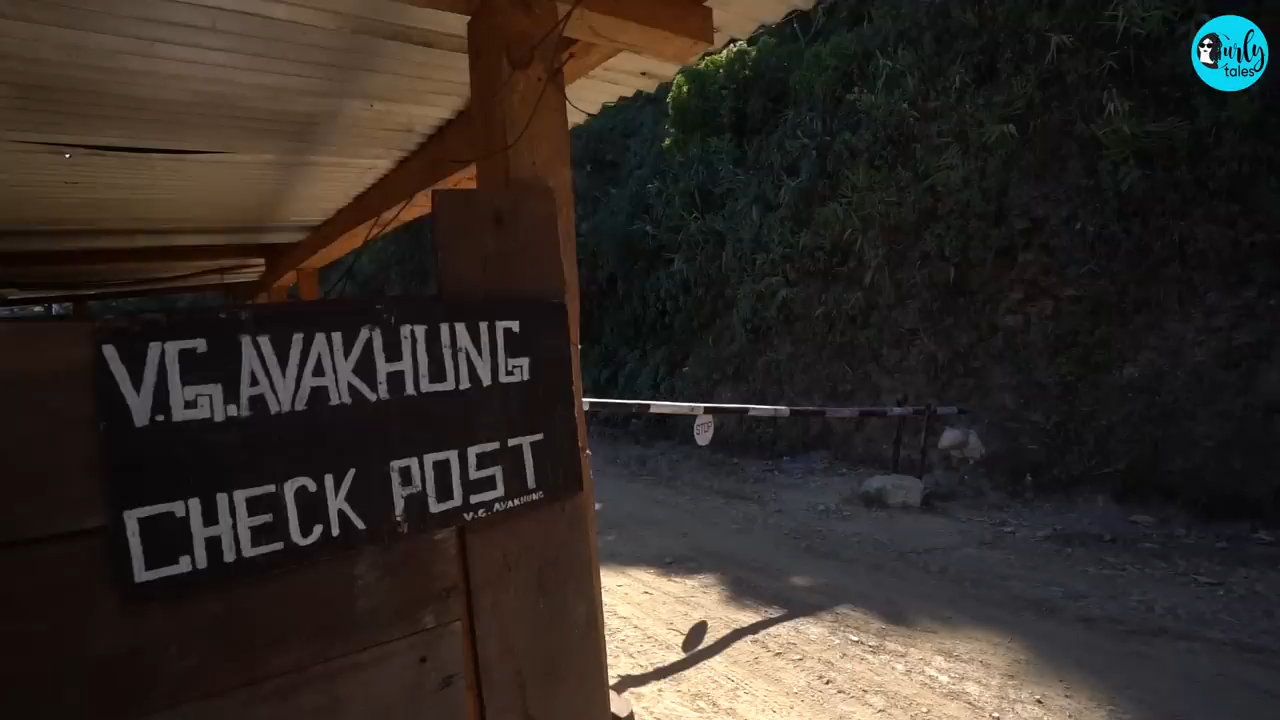 V.G. AVAKHUNG
CHECK POST
V.G. AVAKHUNG
STOP
Curly
tales